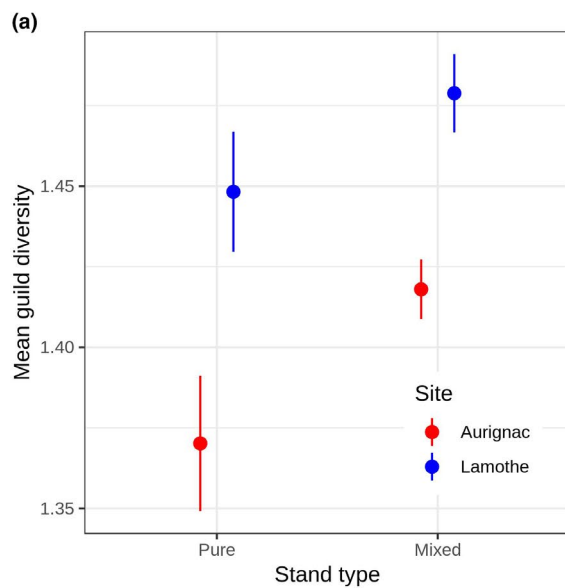 (a)
Mean guild diversity
1.45
1.40
1.35
Site
Aurignac
Lamothe
Pure
Mixed
Stand type